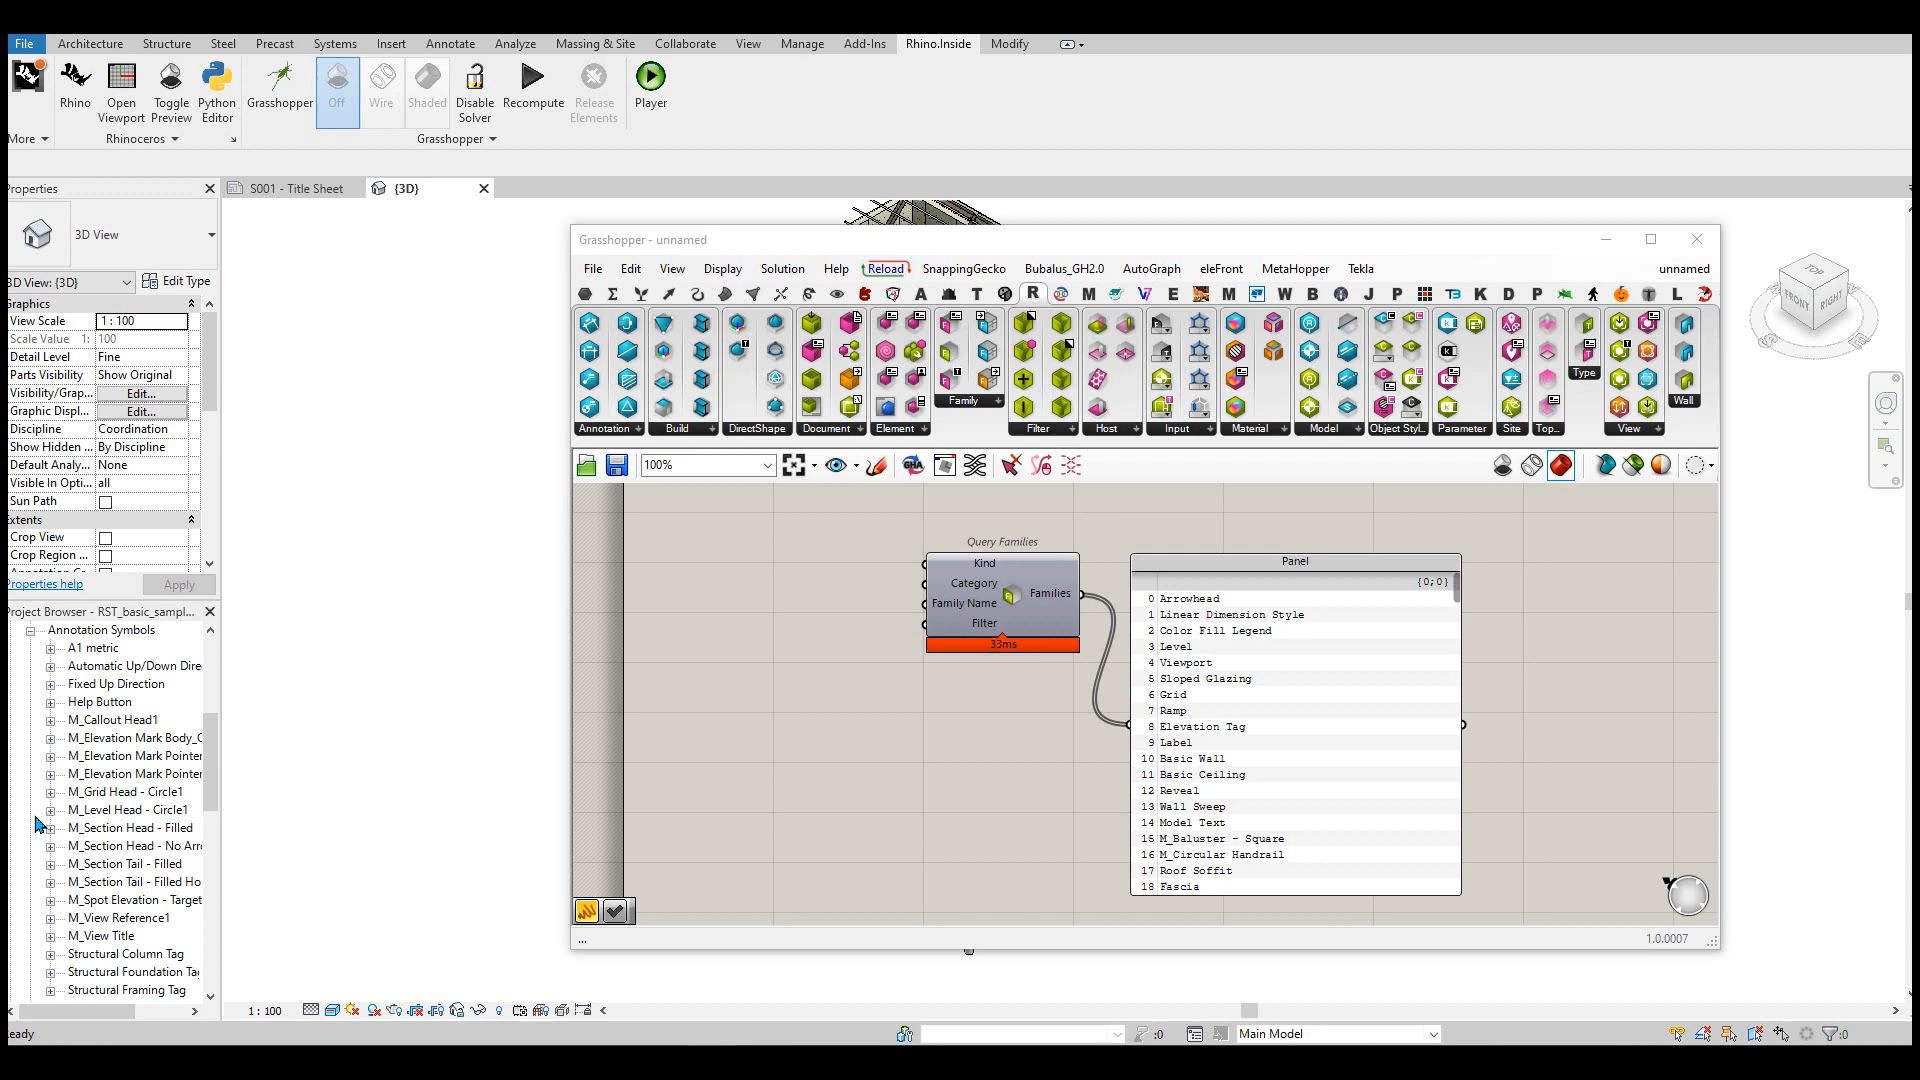 File Architecture Structure Steel Precast Systems Insert Annotate Analyze Massing & Site Collaborate View Manage Add-Ins Rhino.Inside Modify
Rhino Open Viewport Toggle Preview Python Editor Grasshopper Off Wire Shaded Disable Solver Recompute Release Elements Player
More Rhinoceros Grasshopper
Properties
S001 - Title Sheet
{3D}
3D View
3D View: {3D}
Edit Type
Graphics
View Scale 1 : 100
Scale Value 1: 100
Detail Level Fine
Parts Visibility Show Original
Visibility/Grap... Edit...
Graphic Displ... Edit...
Discipline Coordination
Show Hidden ... By Discipline
Default Analy... None
Visible In Opti... all
Sun Path
Extents
Crop View
Crop Region ...
Properties help Apply
Project Browser - RST_basic_sampl...
Annotation Symbols
A1 metric
Automatic Up/Down Dire
Fixed Up Direction
Help Button
M_Callout Head1
M_Elevation Mark Body_C
M_Elevation Mark Pointer
M_Elevation Mark Pointer
M_Grid Head - Circle1
M_Level Head - Circle1
M_Section Head - Filled
M_Section Head - No Arr
M_Section Tail - Filled
M_Section Tail - Filled Ho
M_Spot Elevation - Target
M_View Reference1
M_View Title
Structural Column Tag
Structural Foundation Ta
Structural Framing Tag
Grasshopper - unnamed
File Edit View Display Solution Help Reload SnappingGecko Bubalus_GH2.0 AutoGraph eleFront MetaHopper Tekla unnamed
Annotation Build DirectShape Document Element Family Filter Host Input Material Model Object Styl... Parameter Site Top... Type View Wall
100%
Query Families
Kind
Category
Family Name
Filter
Families
33ms
Panel
{0;0}
0 Arrowhead
1 Linear Dimension Style
2 Color Fill Legend
3 Level
4 Viewport
5 Sloped Glazing
6 Grid
7 Ramp
8 Elevation Tag
9 Label
10 Basic Wall
11 Basic Ceiling
12 Reveal
13 Wall Sweep
14 Model Text
15 M_Baluster - Square
16 M_Circular Handrail
17 Roof Soffit
18 Fascia
...
1.0.0007
TOP
FRONT
RIGHT
1 : 100
eady
:0
Main Model
:0